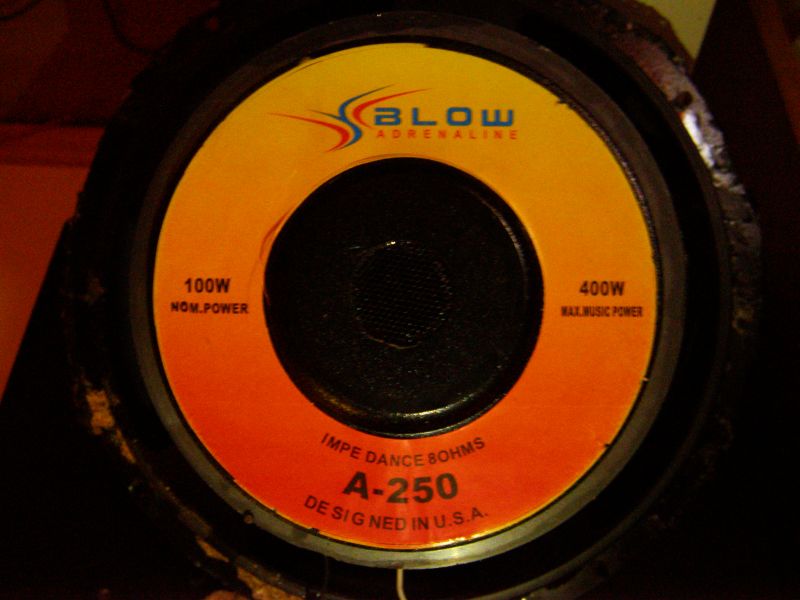 BLOW
ADRENALINE
100W
NOM.POWER
400W
MAX.MUSIC POWER
IMPE DANCE 8OHMS
A-250
DE SIG NED IN U.S.A.